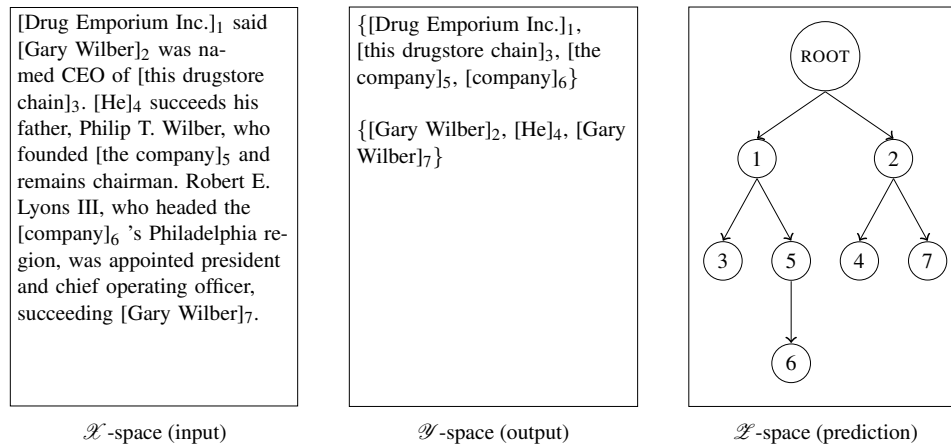 [Drug Emporium Inc.]1 said
[Gary Wilber]2 was na-
med CEO of [this drugstore
chain]3. [He]4 succeeds his
father, Philip T. Wilber, who
founded [the company]5 and
remains chairman. Robert E.
Lyons III, who headed the
[company]6 's Philadelphia re-
gion, was appointed president
and chief operating officer,
succeeding [Gary Wilber]7.
𝒳-space (input)
{[Drug Emporium Inc.]1,
[this drugstore chain]3, [the
company]5, [company]6}
{[Gary Wilber]2, [He]4, [Gary
Wilber]7}
𝒴-space (output)
ROOT
1 2
3 5 4 7
6
𝒵-space (prediction)